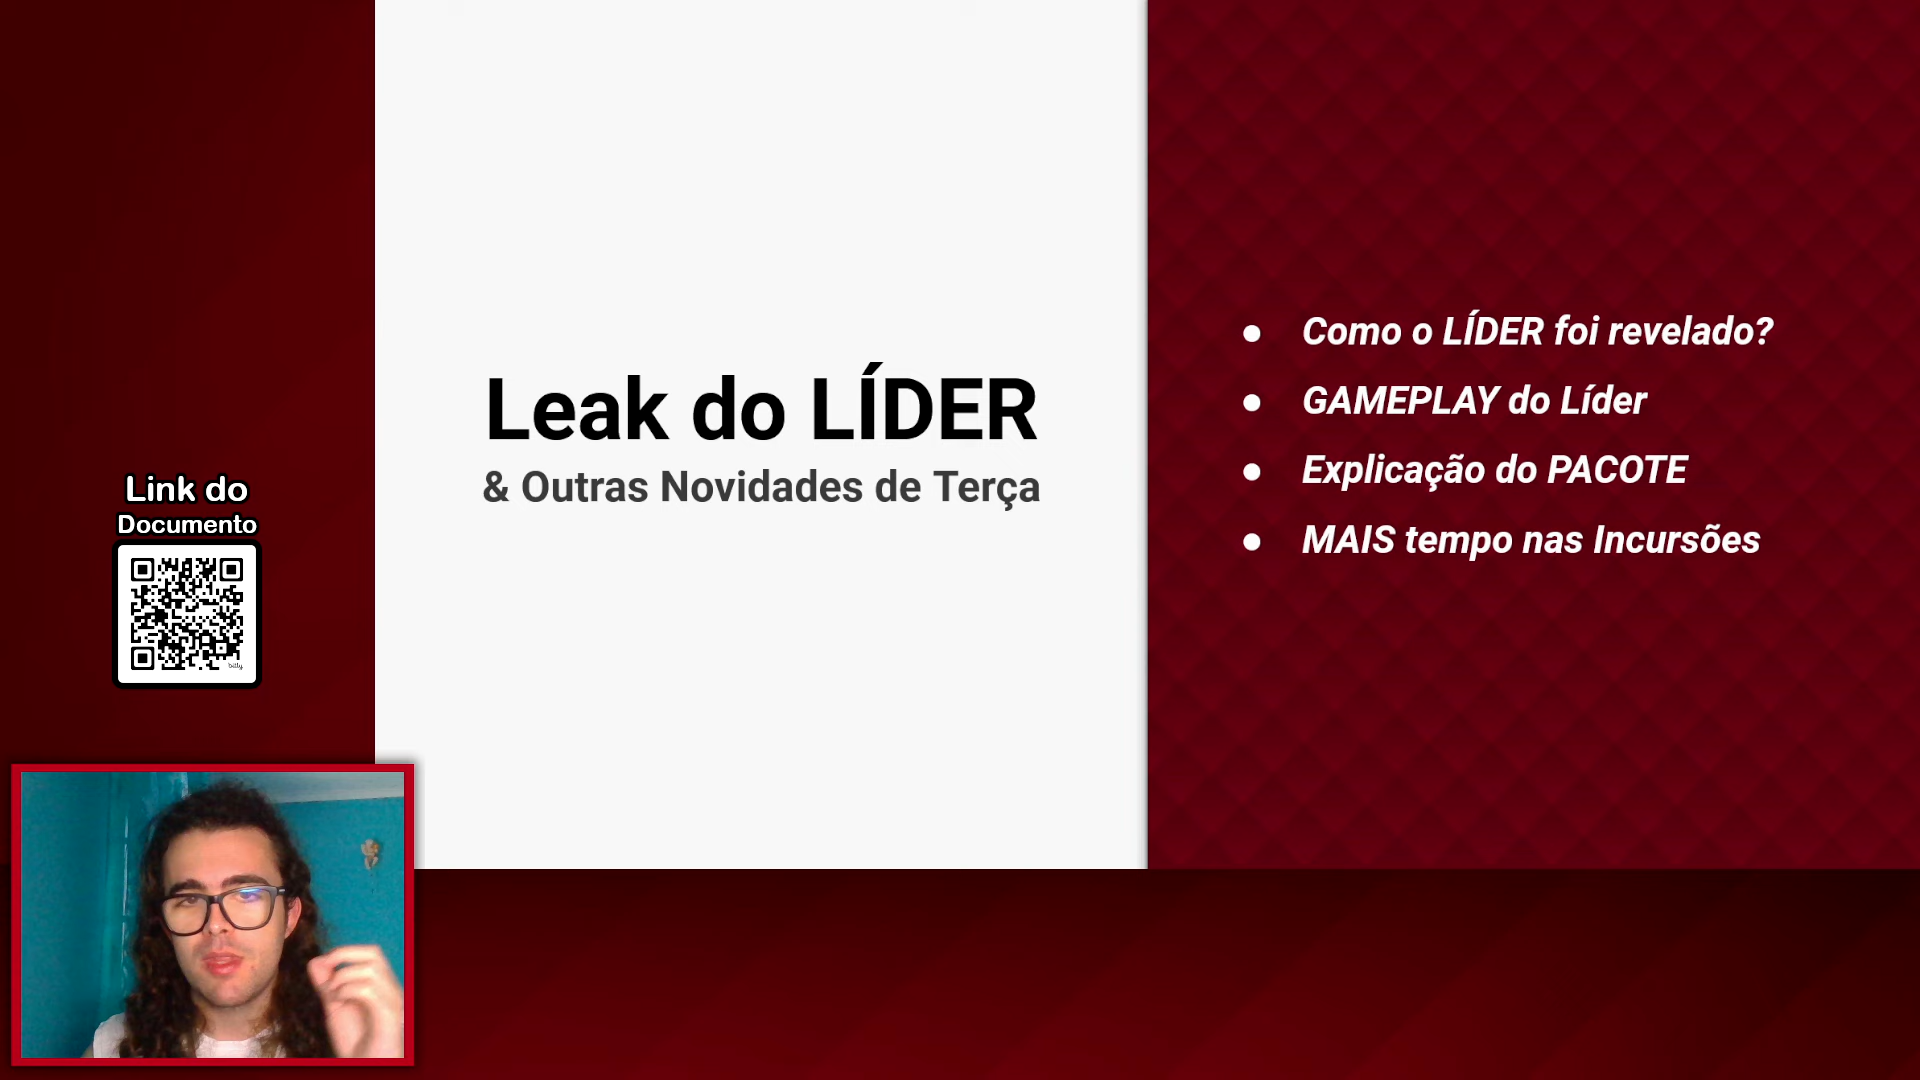 Leak do LÍDER
& Outras Novidades de Terça
● Como o LÍDER foi revelado?
● GAMEPLAY do Líder
● Explicação do PACOTE
● MAIS tempo nas Incursões
Link do
Documento
bitly